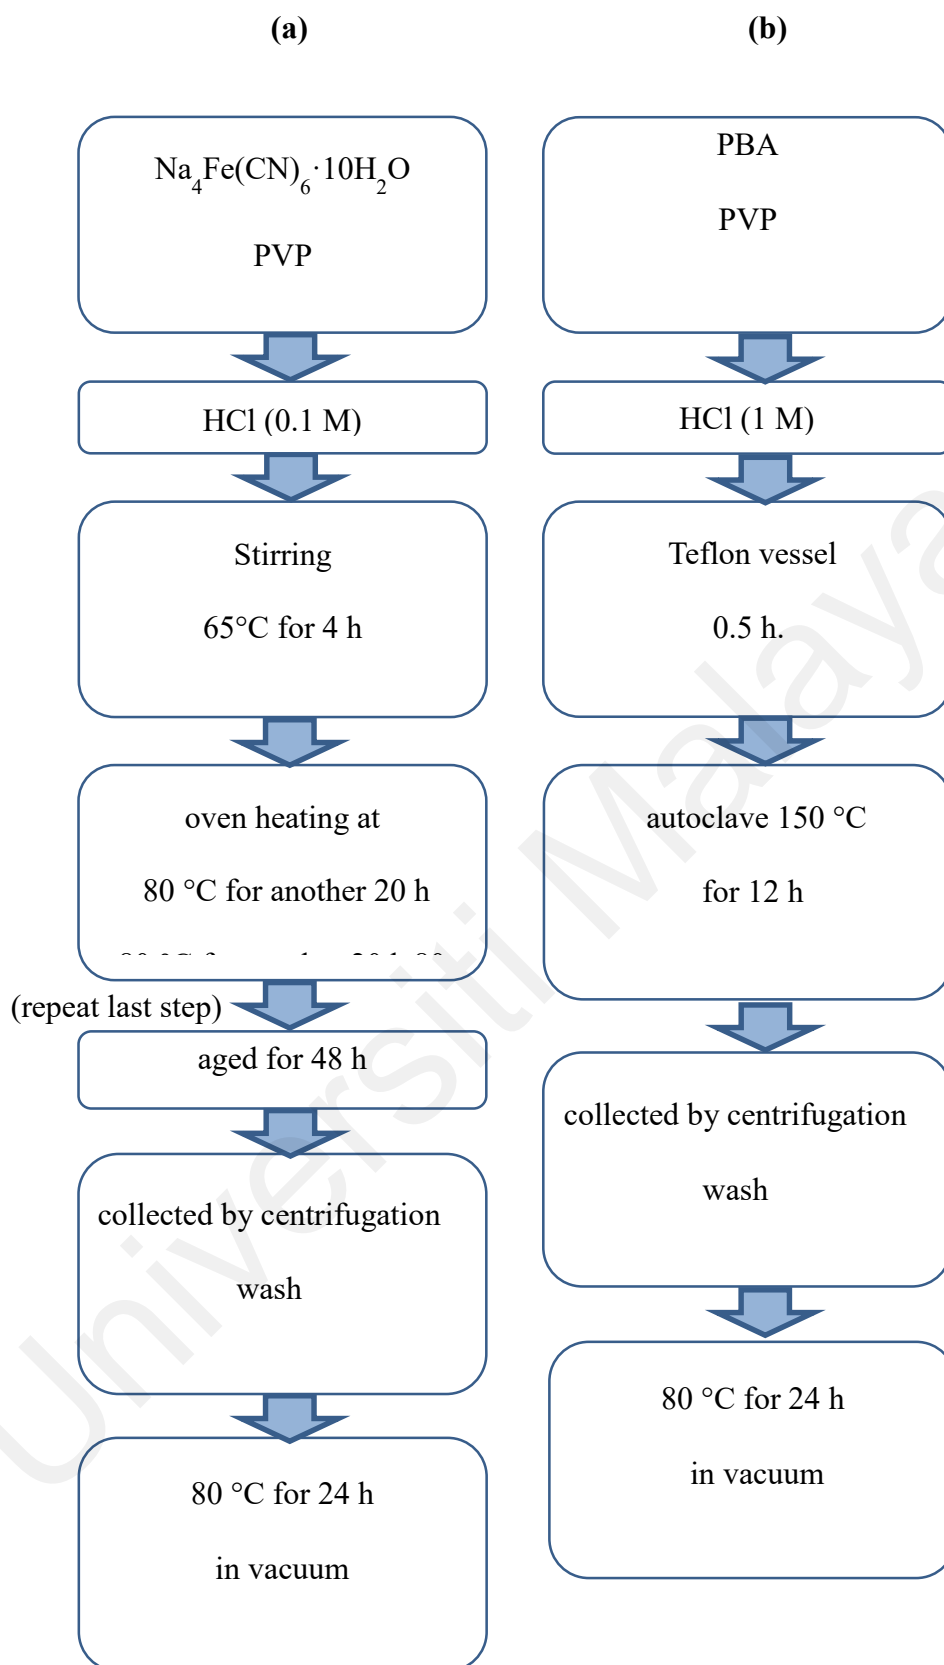 (a)
Na4Fe(CN)6·10H2O
PVP
HCl (0.1 M)
Stirring
65°C for 4 h
oven heating at
80 °C for another 20 h
(repeat last step)
aged for 48 h
collected by centrifugation
wash
80 °C for 24 h
in vacuum
(b)
PBA
PVP
HCl (1 M)
Teflon vessel
0.5 h.
autoclave 150 °C
for 12 h
collected by centrifugation
wash
80 °C for 24 h
in vacuum
Universiti Malaya